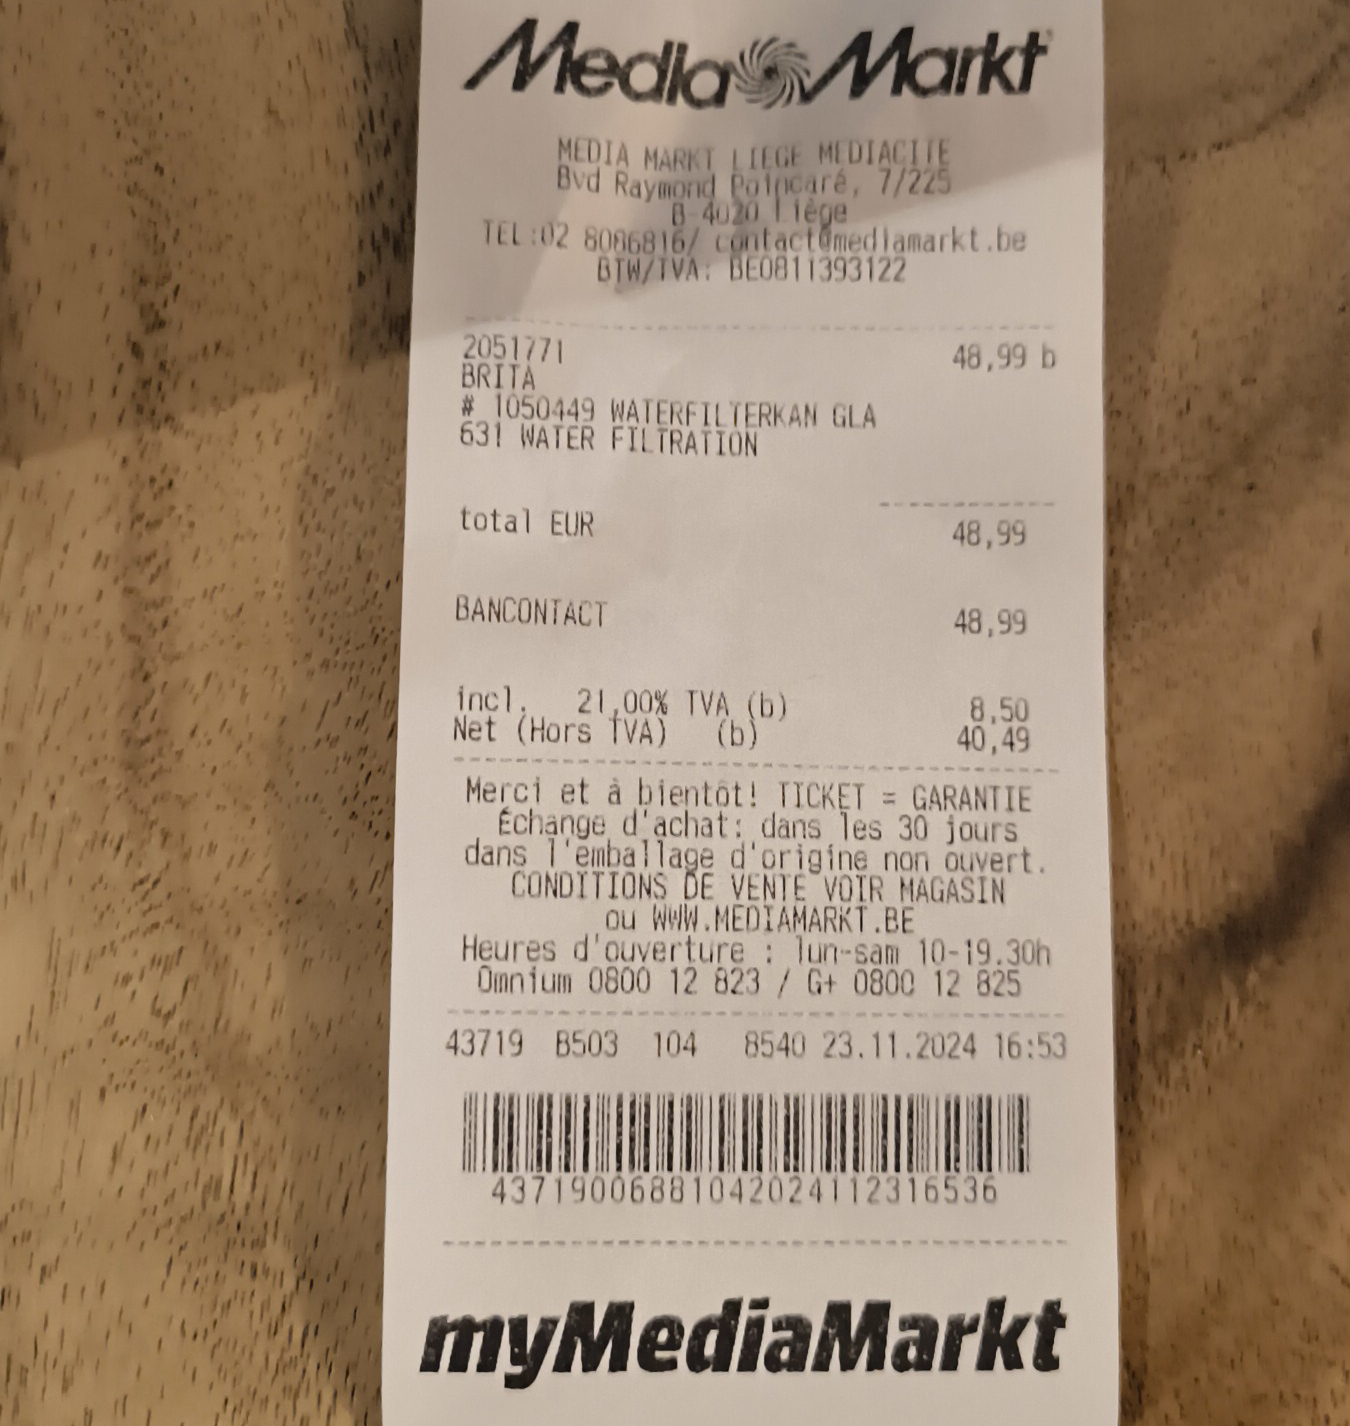 Media Markt
MEDIA MARKT LIEGE MEDIACITE
Bvd Raymond Poincaré, 7/225
B-4020 Liège
TEL:02 8086816/ contact@mediamarkt.be
BTW/TVA: BE0811393122
2051771 48,99 b
BRITA
# 1050449 WATERFILTERKAN GLA
631 WATER FILTRATION
total EUR 48,99
BANCONTACT 48,99
incl. 21,00% TVA (b) 8,50
Net (Hors TVA) (b) 40,49
Merci et à bientôt! TICKET = GARANTIE
Échange d'achat: dans les 30 jours
dans l'emballage d'origine non ouvert.
CONDITIONS DE VENTE VOIR MAGASIN
ou WWW.MEDIAMARKT.BE
Heures d'ouverture : lun-sam 10-19.30h
Omnium 0800 12 823 / G+ 0800 12 825
43719 B503 104 8540 23.11.2024 16:53
4371900688104202411231​6536
myMediaMarkt